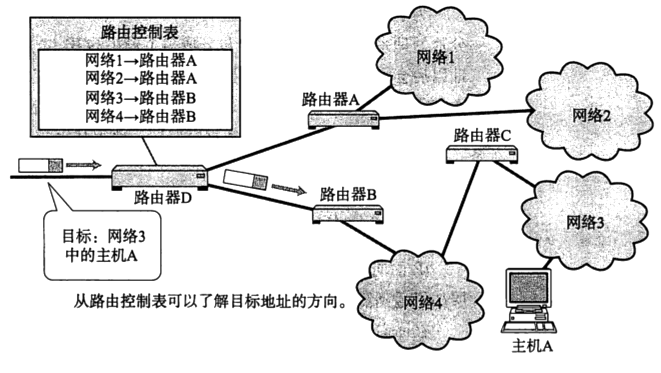 路由控制表
网络1→路由器A
网络2→路由器A
网络3→路由器B
网络4→路由器B
网络1
路由器A
网络2
路由器C
路由器D
路由器B
网络3
目标：网络3
中的主机A
网络4
从路由控制表可以了解目标地址的方向。
主机A